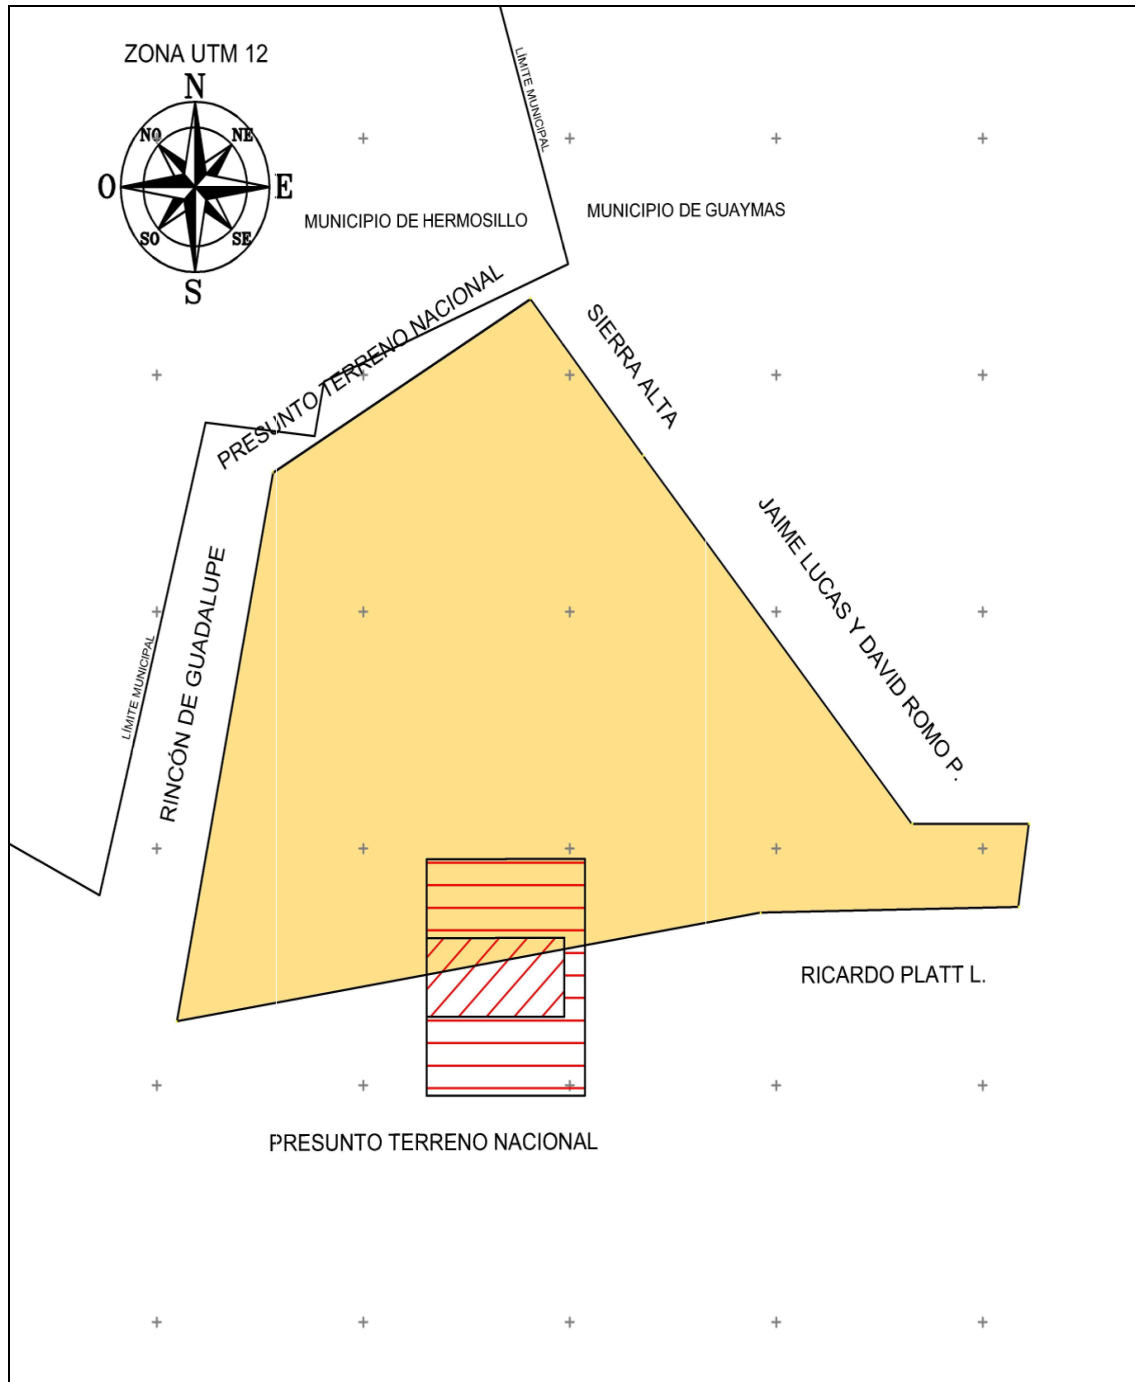 ZONA UTM 12
N
NO
NE
O
E
SO
SE
S
LÍMITE MUNICIPAL
MUNICIPIO DE HERMOSILLO
MUNICIPIO DE GUAYMAS
PRESUNTO TERRENO NACIONAL
SIERRA ALTA
JAIME LUCAS Y DAVID ROMO P.
RINCÓN DE GUADALUPE
LÍMITE MUNICIPAL
RICARDO PLATT L.
PRESUNTO TERRENO NACIONAL